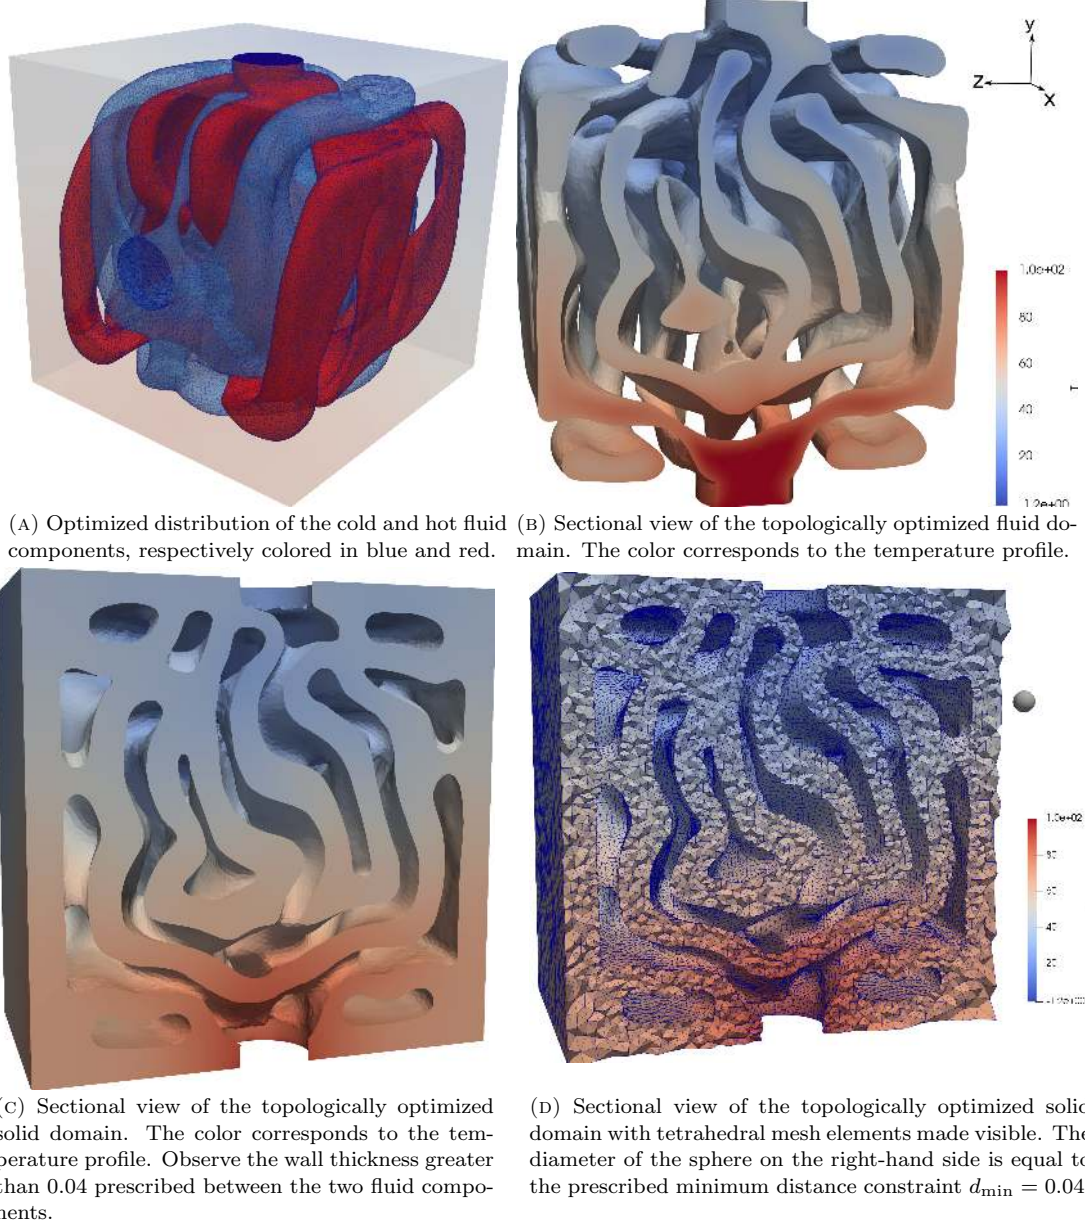 y
z
x
1.0e+02
80
60
40
20
1.2e+00
T
(A) Optimized distribution of the cold and hot fluid
components, respectively colored in blue and red.
(B) Sectional view of the topologically optimized fluid do-
main. The color corresponds to the temperature profile.
1.0e+02
20
(C) Sectional view of the topologically optimized
solid domain. The color corresponds to the tem-
perature profile. Observe the wall thickness greater
than 0.04 prescribed between the two fluid compo-
nents.
(D) Sectional view of the topologically optimized solid
domain with tetrahedral mesh elements made visible. The
diameter of the sphere on the right-hand side is equal to
the prescribed minimum distance constraint dmin = 0.04